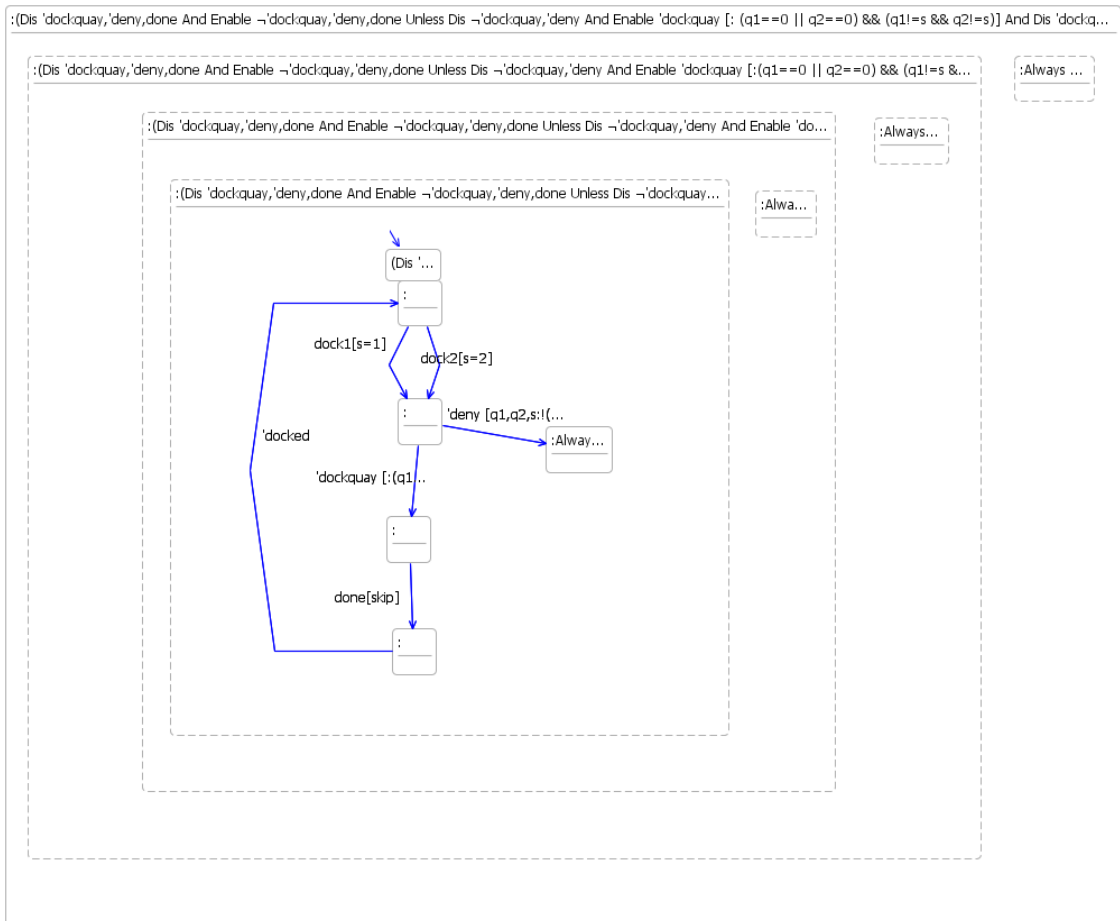 :(Dis 'dockquay,'deny,done And Enable ¬'dockquay,'deny,done Unless Dis ¬'dockquay,'deny And Enable 'dockquay [: (q1==0 || q2==0) && (q1!=s && q2!=s)] And Dis 'dockq...
:(Dis 'dockquay,'deny,done And Enable ¬'dockquay,'deny,done Unless Dis ¬'dockquay,'deny And Enable 'dockquay [:(q1==0 || q2==0) && (q1!=s &...
:Always ...
:(Dis 'dockquay,'deny,done And Enable ¬'dockquay,'deny,done Unless Dis ¬'dockquay,'deny And Enable 'do...
:Always...
:(Dis 'dockquay,'deny,done And Enable ¬'dockquay,'deny,done Unless Dis ¬'dockquay...
:Alwa...
(Dis '...
:
dock1[s=1]
dock2[s=2]
:
'deny [q1,q2,s:!(...
:Alway...
'docked
'dockquay [:(q1...
:
done[skip]
: